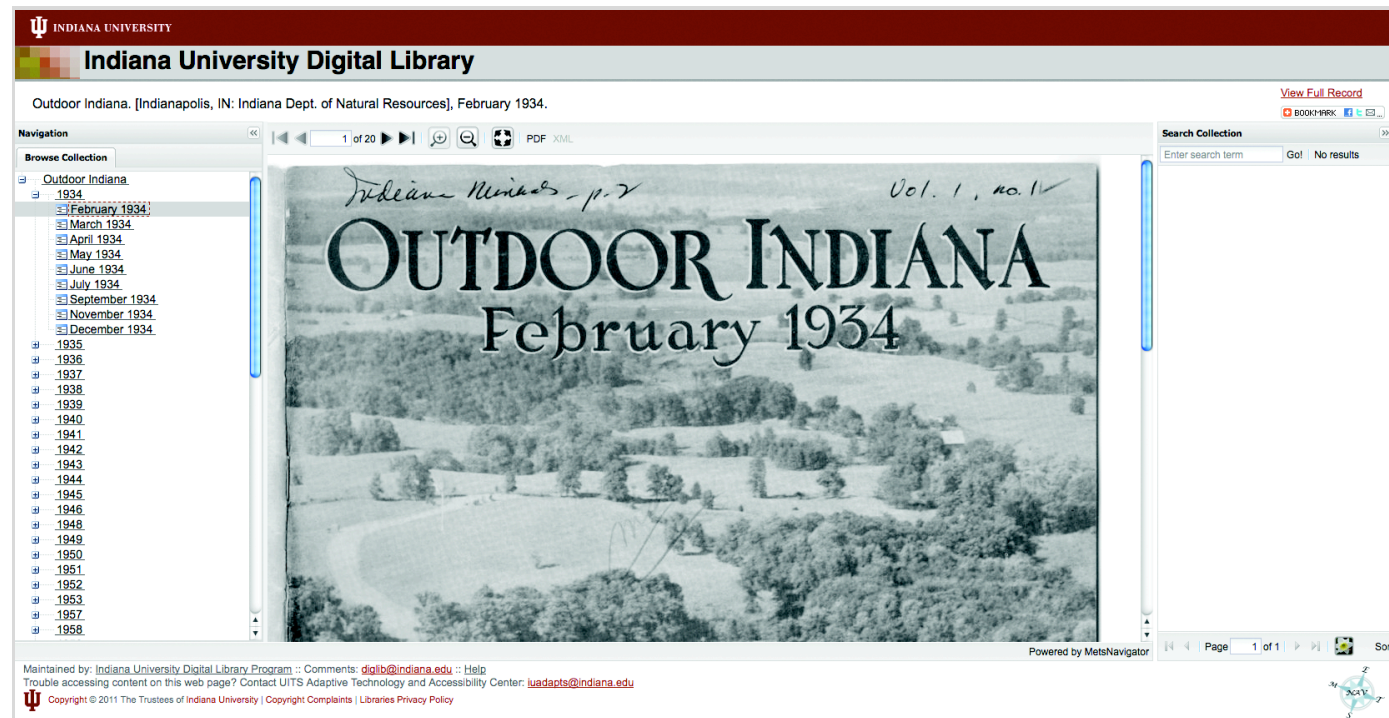 INDIANA UNIVERSITY
Indiana University Digital Library
Outdoor Indiana. [Indianapolis, IN: Indiana Dept. of Natural Resources], February 1934.
View Full Record
BOOKMARK
Navigation
Browse Collection
Outdoor Indiana
1934
February 1934
March 1934
April 1934
May 1934
June 1934
July 1934
September 1934
November 1934
December 1934
1935
1936
1937
1938
1939
1940
1941
1942
1943
1944
1945
1946
1948
1949
1950
1951
1952
1953
1957
1958
1 of 20 PDF XML
Indiana Minerals - p. 2 Vol. 1, no. 1
OUTDOOR INDIANA
February 1934
Powered by MetsNavigator
Search Collection
Enter search term Go! No results
Page 1 of 1 Sor
Maintained by: Indiana University Digital Library Program :: Comments: diglib@indiana.edu :: Help
Trouble accessing content on this web page? Contact UITS Adaptive Technology and Accessibility Center: iuadapts@indiana.edu
Copyright © 2011 The Trustees of Indiana University | Copyright Complaints | Libraries Privacy Policy
NAV